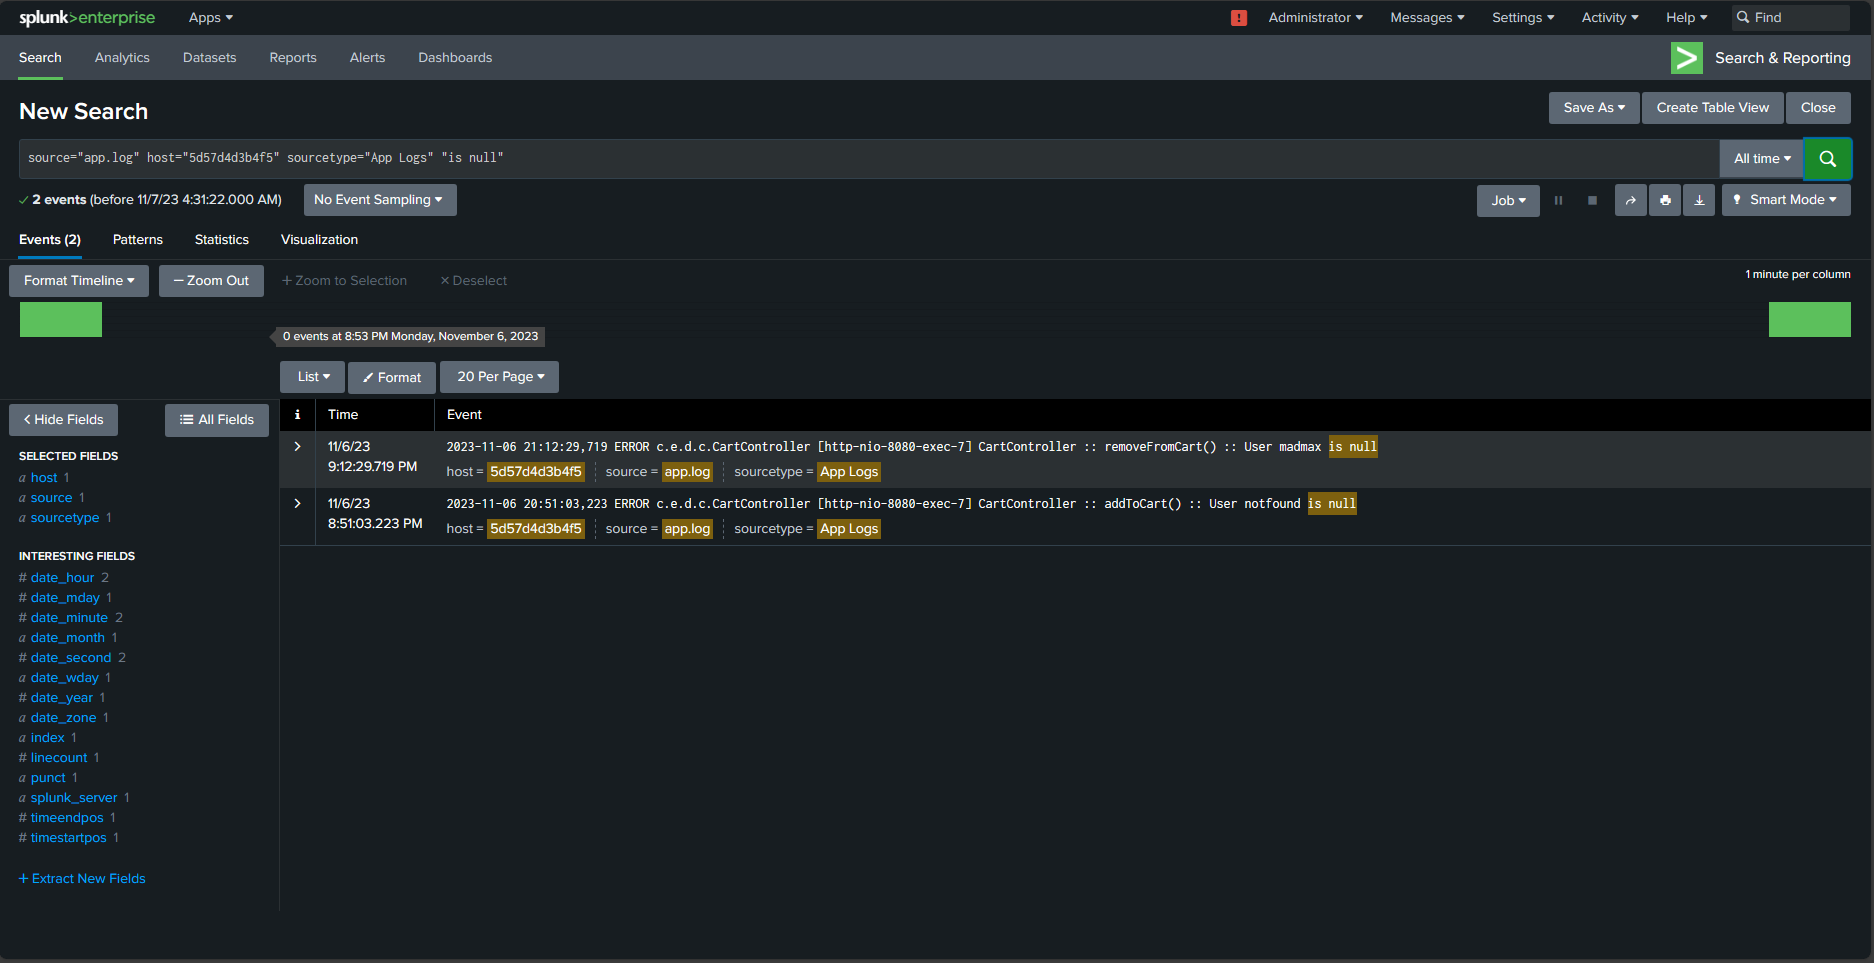 splunk>enterprise Apps ▾ ! Administrator ▾ Messages ▾ Settings ▾ Activity ▾ Help ▾ Find
Search Analytics Datasets Reports Alerts Dashboards > Search & Reporting
New Search Save As ▾ Create Table View Close
source="app.log" host="5d57d4d3b4f5" sourcetype="App Logs" "is null" All time ▾
✓ 2 events (before 11/7/23 4:31:22.000 AM) No Event Sampling ▾ Job ▾ Smart Mode ▾
Events (2) Patterns Statistics Visualization
Format Timeline ▾ — Zoom Out + Zoom to Selection × Deselect 1 minute per column
0 events at 8:53 PM Monday, November 6, 2023
List ▾ Format 20 Per Page ▾
< Hide Fields All Fields
SELECTED FIELDS
a host 1
a source 1
a sourcetype 1
INTERESTING FIELDS
# date_hour 2
# date_mday 1
# date_minute 2
a date_month 1
# date_second 2
a date_wday 1
# date_year 1
a date_zone 1
a index 1
# linecount 1
a punct 1
a splunk_server 1
# timeendpos 1
# timestartpos 1
+ Extract New Fields
i Time Event
> 11/6/23 2023-11-06 21:12:29,719 ERROR c.e.d.c.CartController [http-nio-8080-exec-7] CartController :: removeFromCart() :: User madmax is null
9:12:29.719 PM host = 5d57d4d3b4f5 source = app.log sourcetype = App Logs
> 11/6/23 2023-11-06 20:51:03,223 ERROR c.e.d.c.CartController [http-nio-8080-exec-7] CartController :: addToCart() :: User notfound is null
8:51:03.223 PM host = 5d57d4d3b4f5 source = app.log sourcetype = App Logs